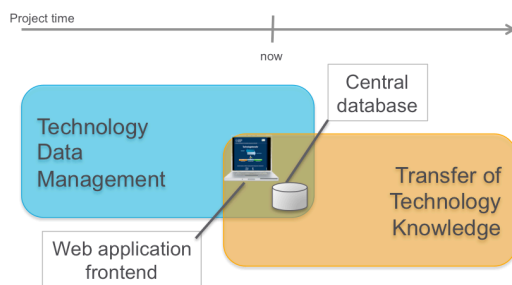 Project time
now
Central
database
Technology
Data
Management
Transfer of
Technology
Knowledge
Web application
frontend